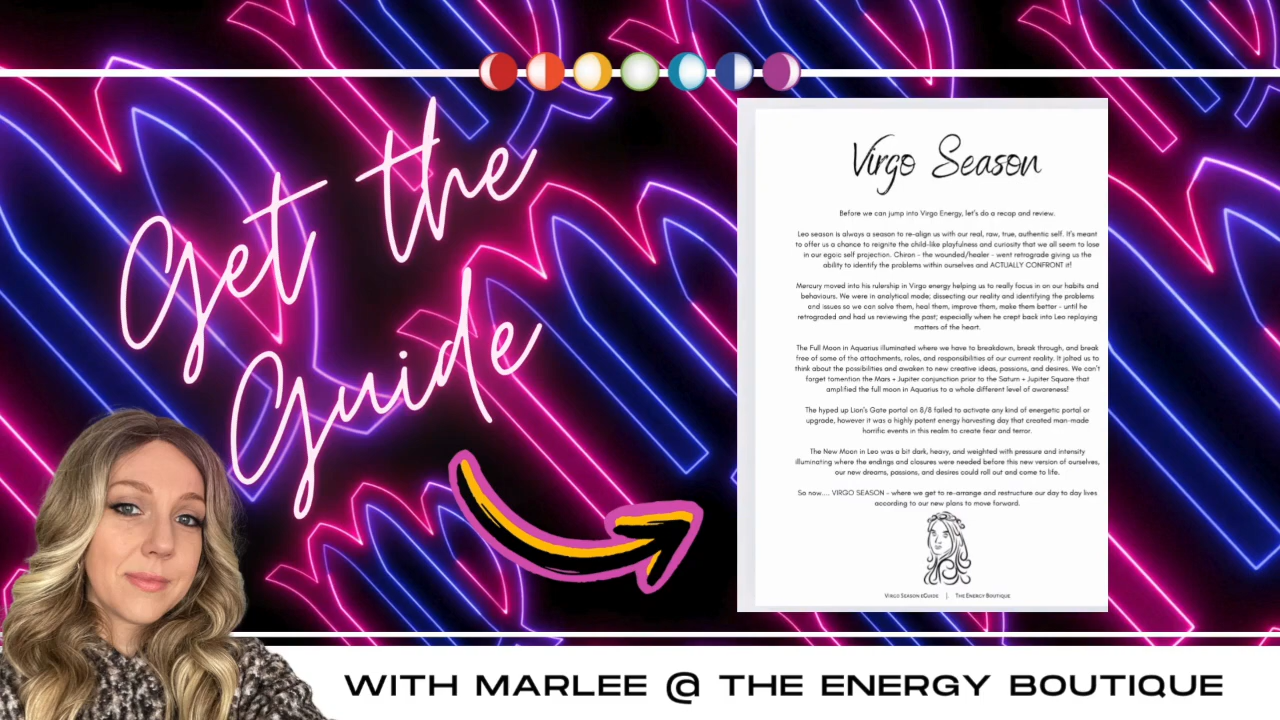 Get the
Guide
Virgo Season
Before we can jump into Virgo Energy, let's do a recap and review.
Leo season is always a season to re-align us with our real, raw, true, authentic self. It's meant
to offer us a chance to reignite the child-like playfulness and curiosity that we all seem to lose
in our egoic self projection. Chiron - the wounded/healer - went retrograde giving us the
ability to identify the problems within ourselves and ACTUALLY CONFRONT it!
Mercury moved into his rulership in Virgo energy helping us to really focus in on our habits and
behaviours. We were in analytical mode; dissecting our reality and identifying the problems
and issues so we can solve them, heal them, improve them, make them better - until he
retrograded and had us reviewing the past; especially when he crept back into Leo replaying
matters of the heart.
The Full Moon in Aquarius illuminated where we have to breakdown, break through, and break
free of some of the attachments, roles, and responsibilities of our current reality. It jolted us to
think about the possibilities and awaken to new creative ideas, passions, and desires. We can't
forget tomention the Mars + Jupiter conjunction prior to the Saturn + Jupiter Square that
amplified the full moon in Aquarius to a whole different level of awareness!
The hyped up Lion's Gate portal on 8/8 failed to activate any kind of energetic portal or
upgrade, however it was a highly potent energy harvesting day that created man-made
horrific events in this realm to create fear and terror.
The New Moon in Leo was a bit dark, heavy, and weighted with pressure and intensity
illuminating where the endings and closures were needed before this new version of ourselves,
our new dreams, passions, and desires could roll out and come to life.
So now.... VIRGO SEASON - where we get to re-arrange and restructure our day to day lives
according to our new plans to move forward.
Virgo Season eGuide | The Energy Boutique
WITH MARLEE @ THE ENERGY BOUTIQUE